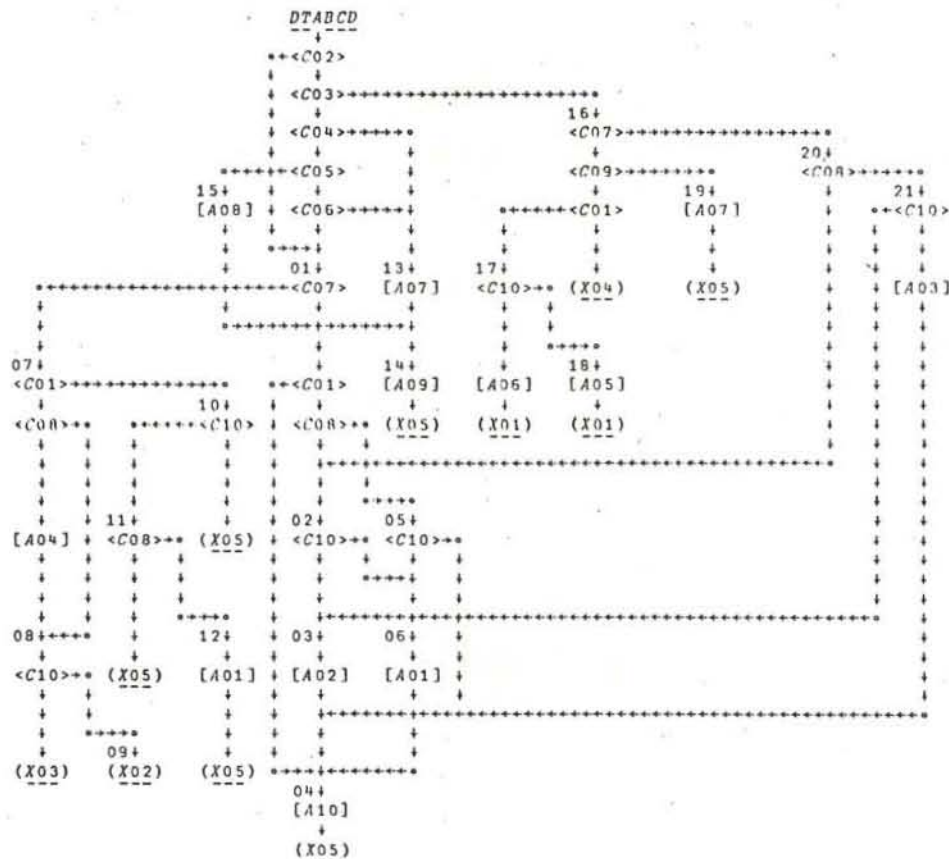 DTABCD
<C02>
<C03>
16
<C04> <C07>
20
<C05> <C09> <C08>
15 19 21
[A08] <C06> <C01> [A07] <C10>
01 13 17
<C07> [A07] <C10> (X04) (X05) [A03]
07 14 18
<C01> <C01> [A09] [A06] [A05]
10
<C08> <C10> <C08> (X05) (X01) (X01)
11 02 05
[A04] <C08> (X05) <C10> <C10>
08 12 03 06
<C10> (X05) [A01] [A02] [A01]
09
(X03) (X02) (X05)
04
[A10]
(X05)